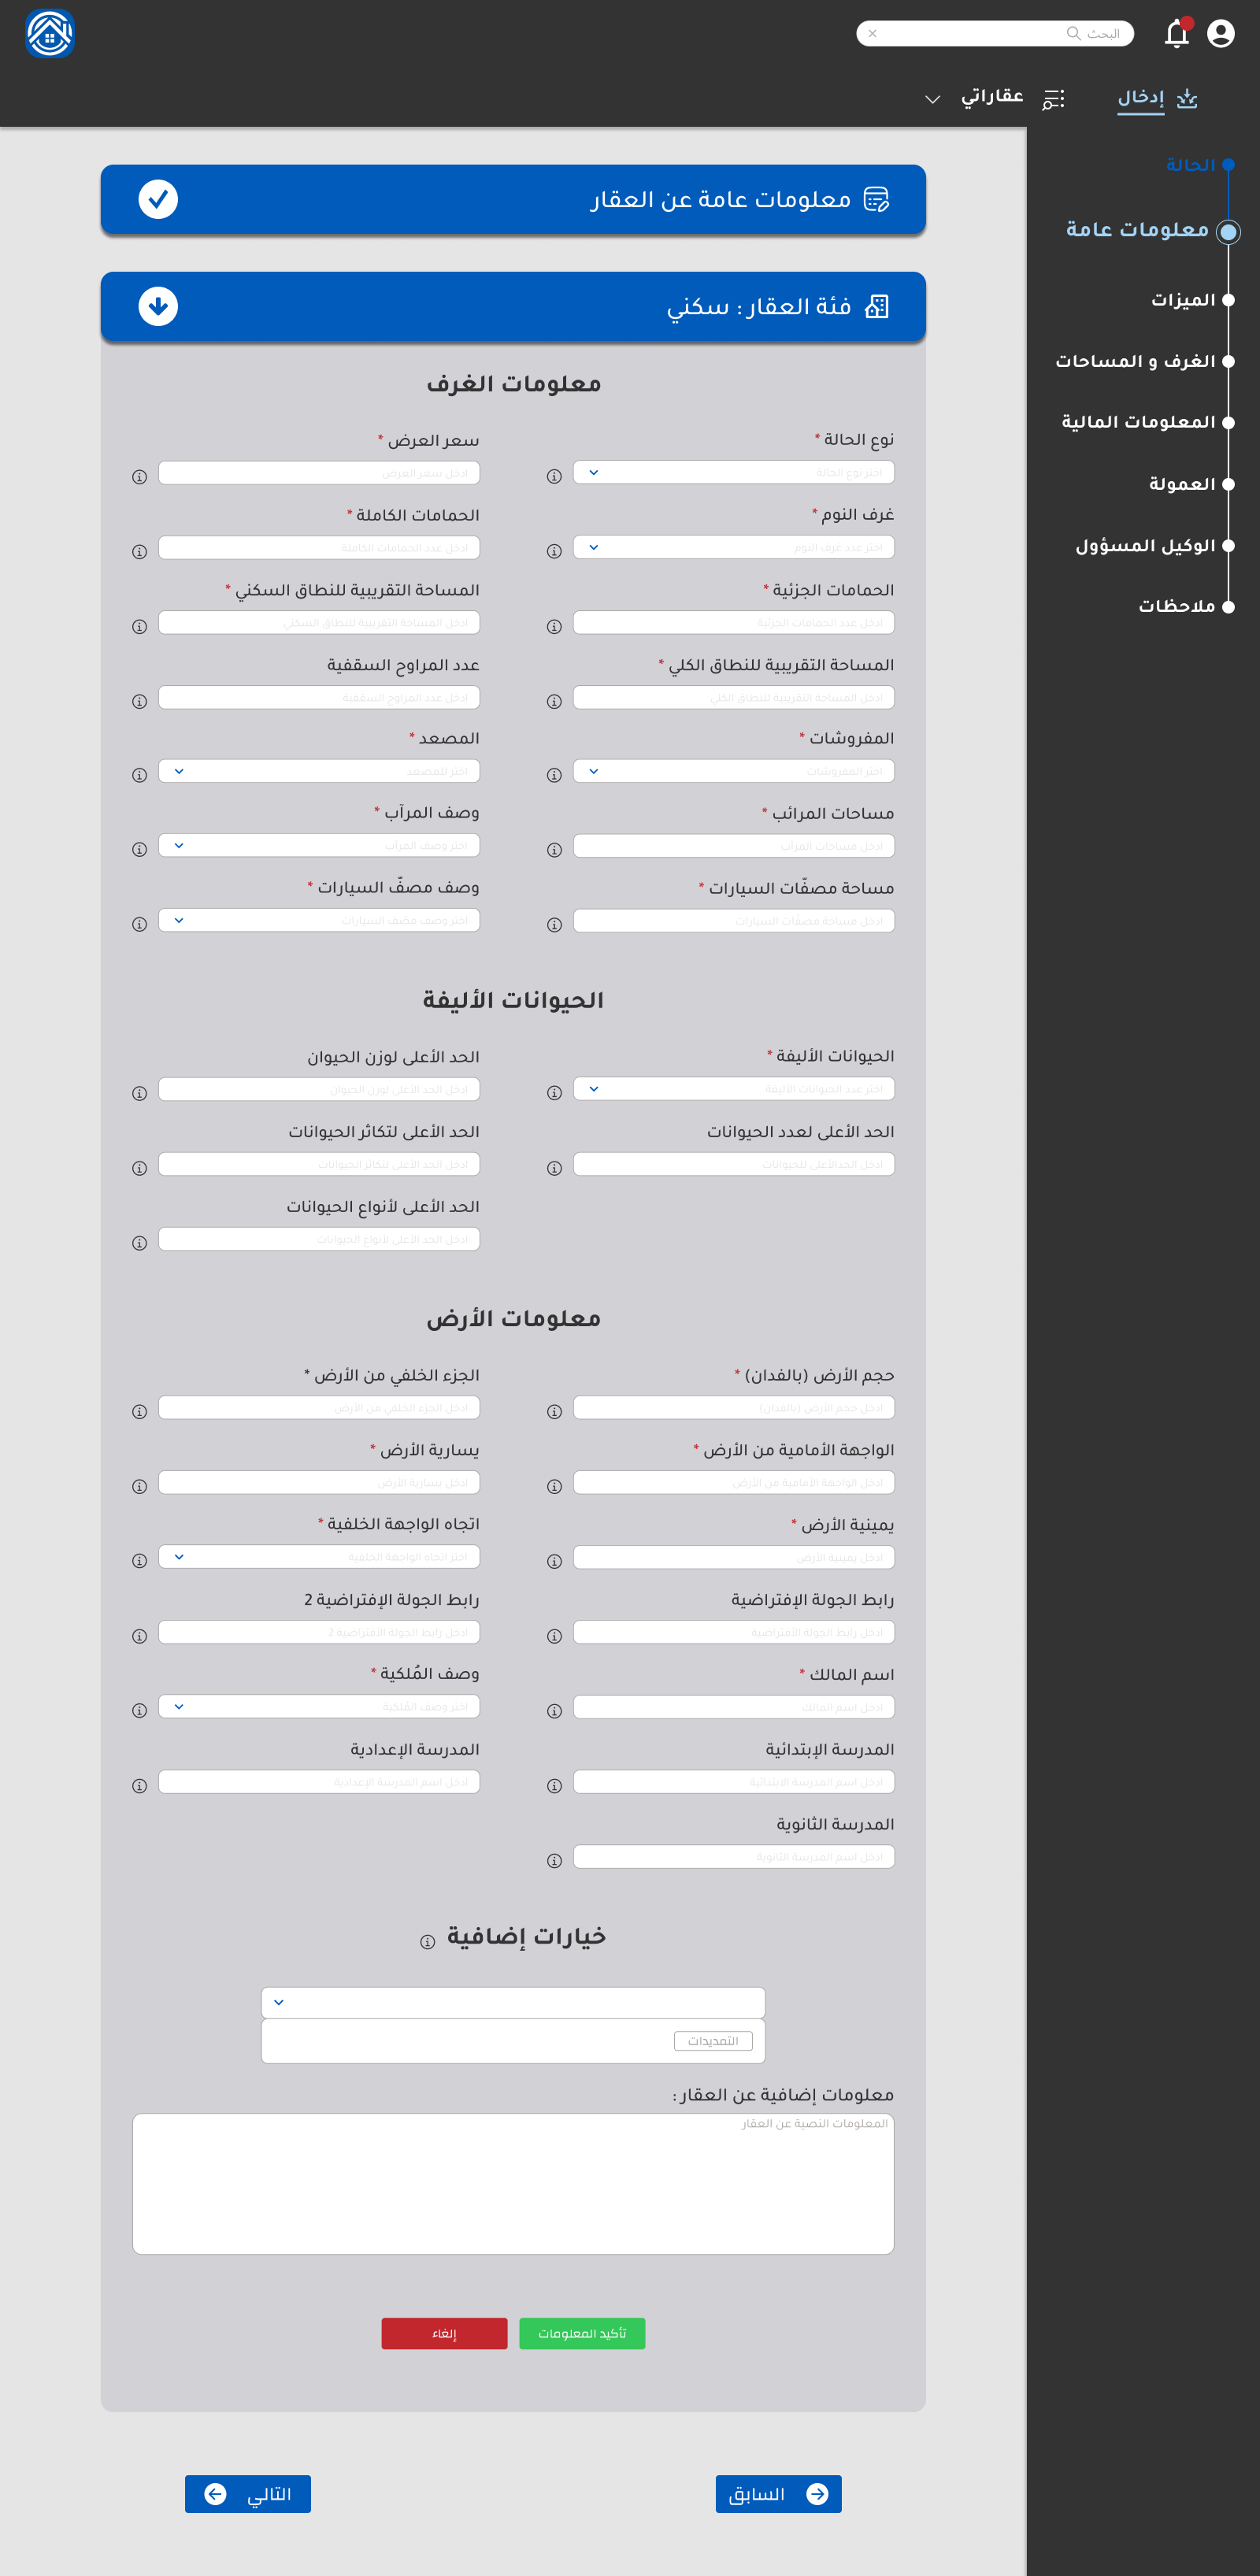 البحث
إدخال
عقاراتي
الحالة
معلومات عامة
الميزات
الغرف و المساحات
المعلومات المالية
العمولة
الوكيل المسؤول
ملاحظات
معلومات عامة عن العقار
فئة العقار : سكني
معلومات الغرف
نوع الحالة *
سعر العرض *
اختر نوع الحالة
ادخل سعر العرض
غرف النوم *
الحمامات الكاملة *
اختر عدد غرف النوم
ادخل عدد الحمامات الكاملة
الحمامات الجزئية *
المساحة التقريبية للنطاق السكني *
ادخل عدد الحمامات الجزئية
ادخل المساحة التقريبية للنطاق السكني
المساحة التقريبية للنطاق الكلي *
عدد المراوح السقفية
ادخل المساحة التقريبية للنطاق الكلي
ادخل عدد المراوح السقفية
المفروشات *
المصعد *
اختر المفروشات
اختر للمصعد
مساحات المرائب *
وصف المرآب *
ادخل مساحات المرآب
اختر وصف المرآب
مساحة مصفّات السيارات *
وصف مصفّ السيارات *
ادخل مساحة مصفّات السيارات
اختر وصف مصّف السيارات
الحيوانات الأليفة
الحيوانات الأليفة *
الحد الأعلى لوزن الحيوان
اختر عدد الحيوانات الأليفة
ادخل الحد الأعلى لوزن الحيوان
الحد الأعلى لعدد الحيوانات
الحد الأعلى لتكاثر الحيوانات
ادخل الحدالأعلى للحيوانات
ادخل الحد الأعلى لتكاثر الحيوانات
الحد الأعلى لأنواع الحيوانات
ادخل الحد الأعلى لأنواع الحيوانات
معلومات الأرض
حجم الأرض (بالفدان) *
الجزء الخلفي من الأرض *
ادخل حجم الأرض (بالفدان)
ادخل الجزء الخلفي من الأرض
الواجهة الأمامية من الأرض *
يسارية الأرض *
ادخل الواجهة الأمامية من الأرض
ادخل يسارية الأرض
يمينية الأرض *
اتجاه الواجهة الخلفية *
ادخل يمينية الأرض
اختر اتجاه الواجهة الخلفية
رابط الجولة الإفتراضية
رابط الجولة الإفتراضية 2
ادخل رابط الجولة الأفتراضية
ادخل رابط الجولة الأفتراضية 2
اسم المالك *
وصف المُلكية *
ادخل اسم المالك
اختر وصف المُلكية
المدرسة الإبتدائية
المدرسة الإعدادية
ادخل اسم المدرسة الابتدائية
ادخل اسم المدرسة الإعدادية
المدرسة الثانوية
ادخل اسم المدرسة الثانوية
خيارات إضافية
التمديدات
معلومات إضافية عن العقار :
المعلومات النصية عن العقار
تأكيد المعلومات
إلغاء
السابق
التالي